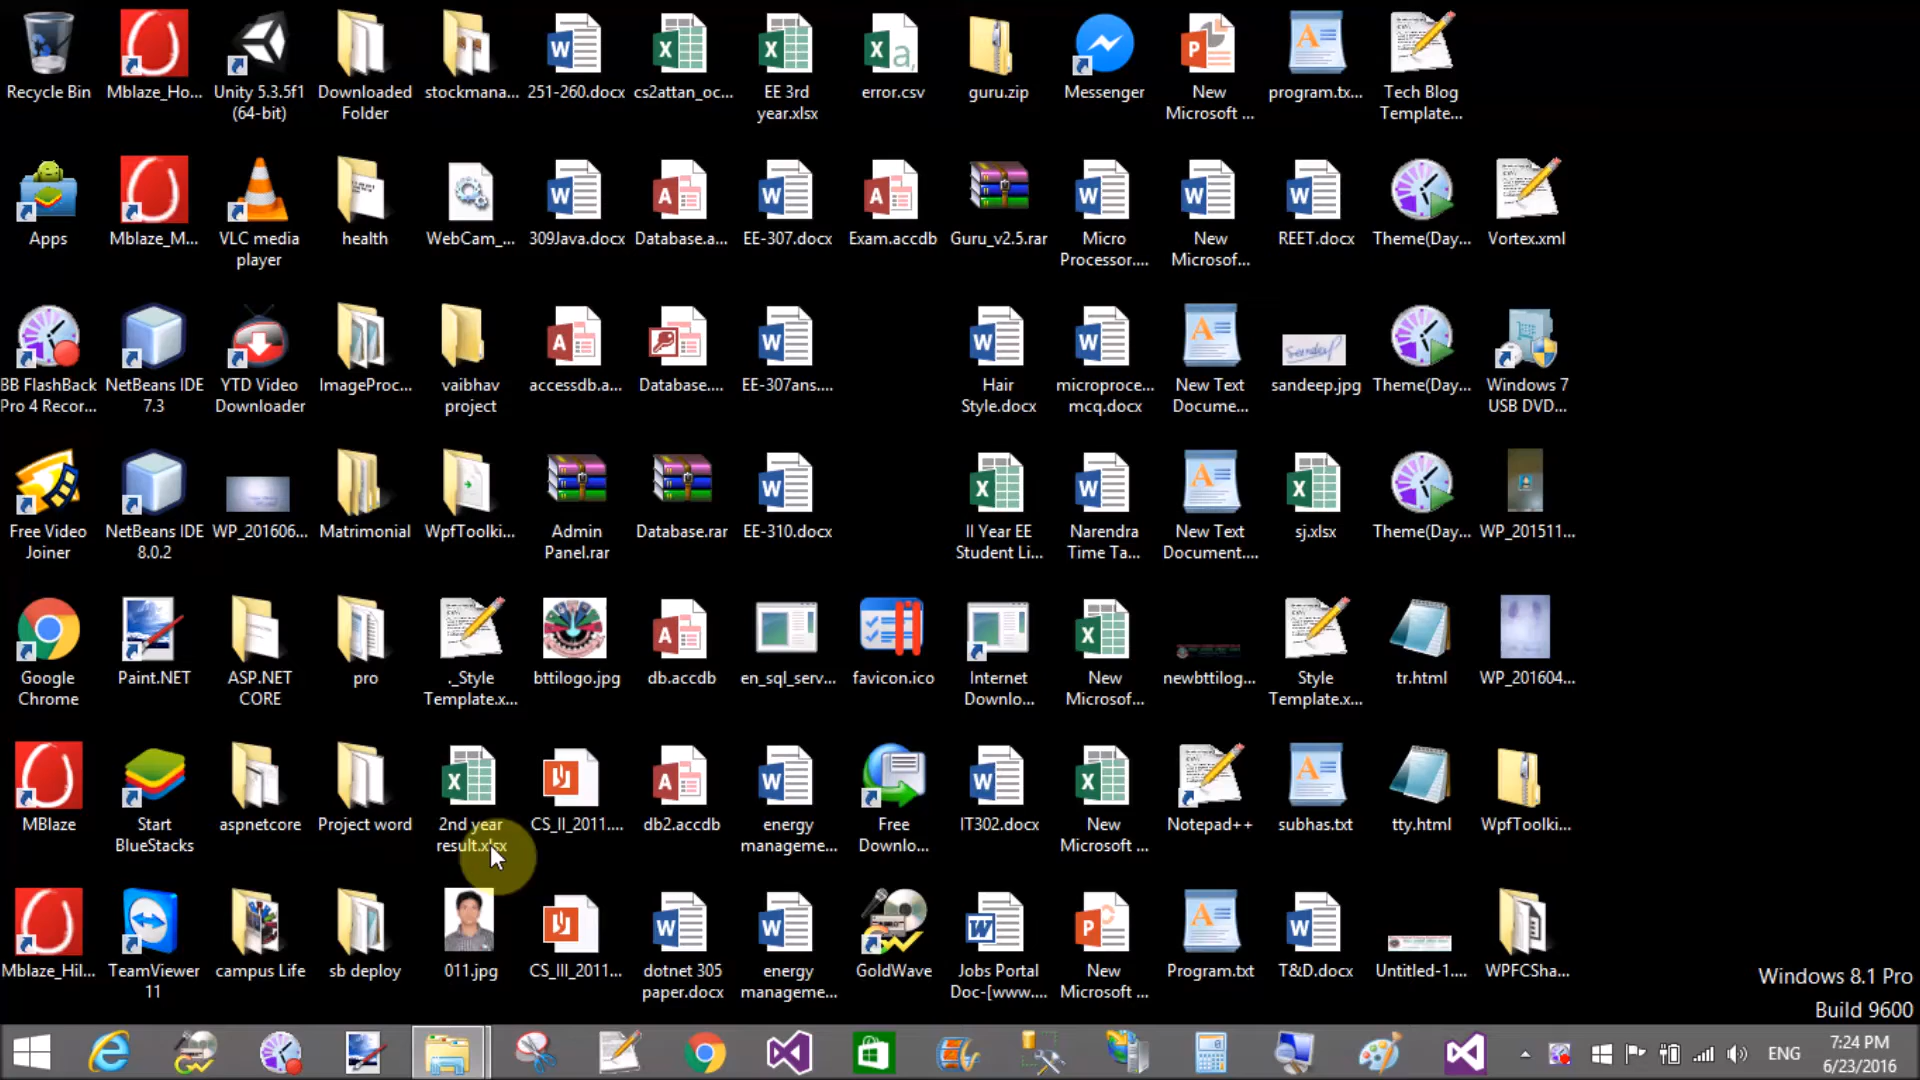 Recycle Bin
Mblaze_Ho...
Unity 5.3.5f1
(64-bit)
Downloaded
Folder
stockmana...
251-260.docx
cs2attan_oc...
EE 3rd
year.xlsx
error.csv
guru.zip
Messenger
New
Microsoft ...
program.tx...
Tech Blog
Template...
Apps
Mblaze_M...
VLC media
player
health
WebCam_...
309Java.docx
Database.a...
EE-307.docx
Exam.accdb
Guru_v2.5.rar
Micro
Processor....
New
Microsof...
REET.docx
Theme(Day...
Vortex.xml
BB FlashBack
Pro 4 Recor...
NetBeans IDE
7.3
YTD Video
Downloader
ImageProc...
vaibhav
project
accessdb.a...
Database....
EE-307ans....
Hair
Style.docx
microproce...
mcq.docx
New Text
Docume...
sandeep.jpg
Theme(Day...
Windows 7
USB DVD...
Free Video
Joiner
NetBeans IDE
8.0.2
WP_201606...
Matrimonial
WpfToolki...
Admin
Panel.rar
Database.rar
EE-310.docx
II Year EE
Student Li...
Narendra
Time Ta...
New Text
Document....
sj.xlsx
Theme(Day...
WP_201511...
Google
Chrome
Paint.NET
ASP.NET
CORE
pro
._Style
Template.x...
bttilogo.jpg
db.accdb
en_sql_serv...
favicon.ico
Internet
Downlo...
New
Microsof...
newbttilog...
Style
Template.x...
tr.html
WP_201604...
MBlaze
Start
BlueStacks
aspnetcore
Project word
2nd year
result.xlsx
CS_II_2011....
db2.accdb
energy
manageme...
Free
Downlo...
IT302.docx
New
Microsoft ...
Notepad++
subhas.txt
tty.html
WpfToolki...
Mblaze_Hil...
TeamViewer
11
campus Life
sb deploy
011.jpg
CS_III_2011...
dotnet 305
paper.docx
energy
manageme...
GoldWave
Jobs Portal
Doc-[www....
New
Microsoft ...
Program.txt
T&D.docx
Untitled-1....
WPFCSha...
Windows 8.1 Pro
Build 9600
ENG
7:24 PM
6/23/2016